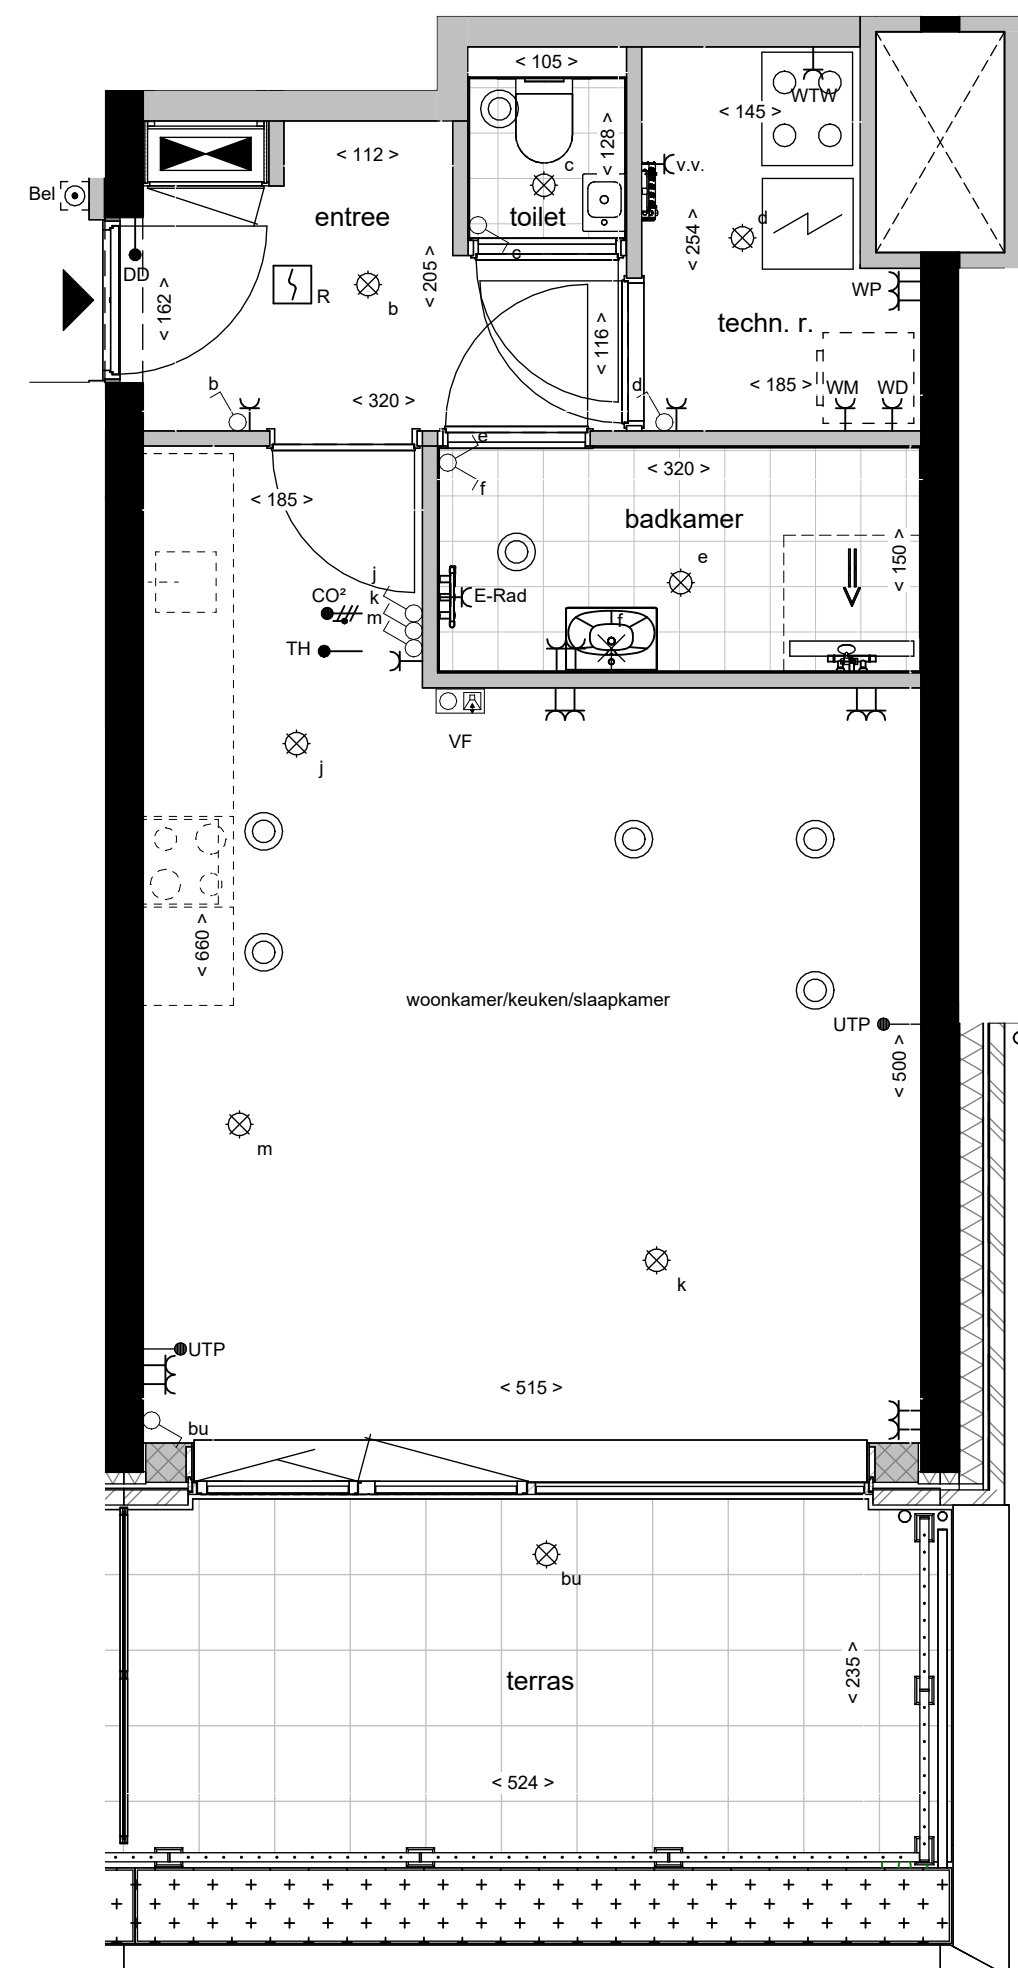 < 105 >
WTW
< 145 >
< 128 >
< 112 >
c
v.v.
Bel
entree
toilet
d
< 254 >
c
DD
< 205 >
R
b
WP
< 162 >
techn. r.
< 116 >
b
d
< 185 >
WM
WD
< 320 >
e
f
< 320 >
< 185 >
badkamer
e
< 150 >
j
CO²
k
m
E-Rad
f
TH
VF
j
< 660 >
woonkamer/keuken/slaapkamer
UTP
< 500 >
m
k
UTP
< 515 >
bu
bu
terras
< 235 >
< 524 >